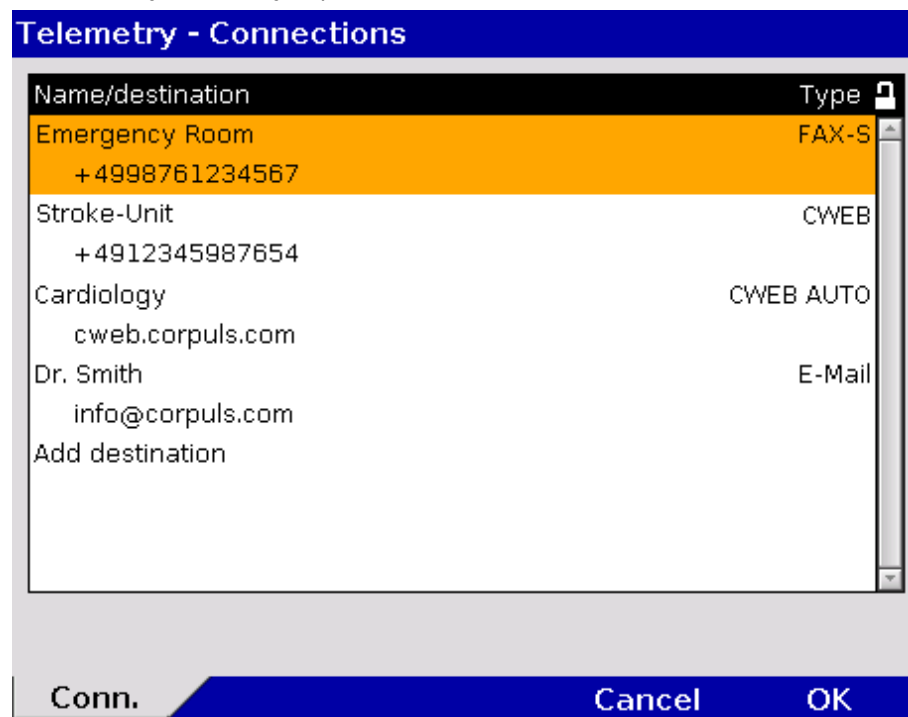 Telemetry - Connections
Name/destination Type
Emergency Room FAX-S
+4998761234567
Stroke-Unit CWEB
+4912345987654
Cardiology CWEB AUTO
cweb.corpuls.com
Dr. Smith E-Mail
info@corpuls.com
Add destination
Conn. Cancel OK